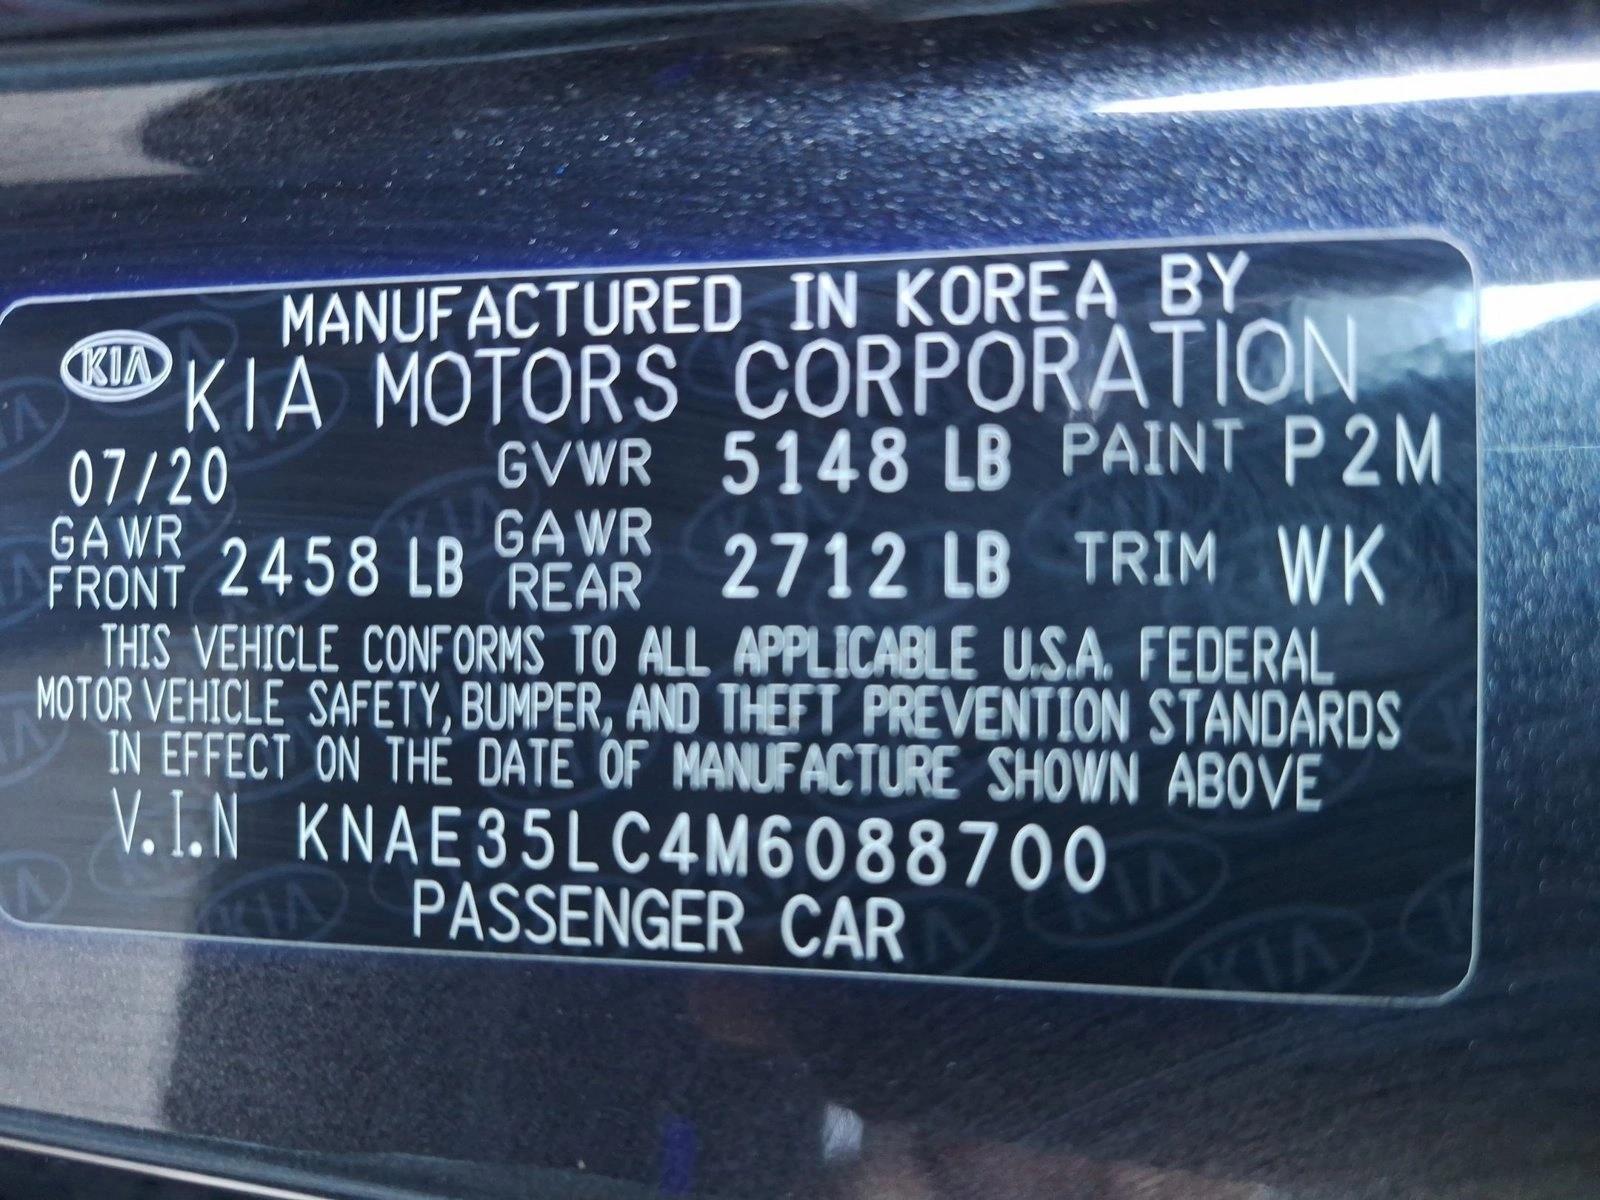 MANUFACTURED IN KOREA BY
KIA KIA MOTORS CORPORATION
07/20 GVWR 5148 LB PAINT P2M
GAWR FRONT 2458 LB GAWR REAR 2712 LB TRIM WK
THIS VEHICLE CONFORMS TO ALL APPLICABLE U.S.A. FEDERAL
MOTOR VEHICLE SAFETY, BUMPER, AND THEFT PREVENTION STANDARDS
IN EFFECT ON THE DATE OF MANUFACTURE SHOWN ABOVE
V.I.N KNAE35LC4M6088700
PASSENGER CAR